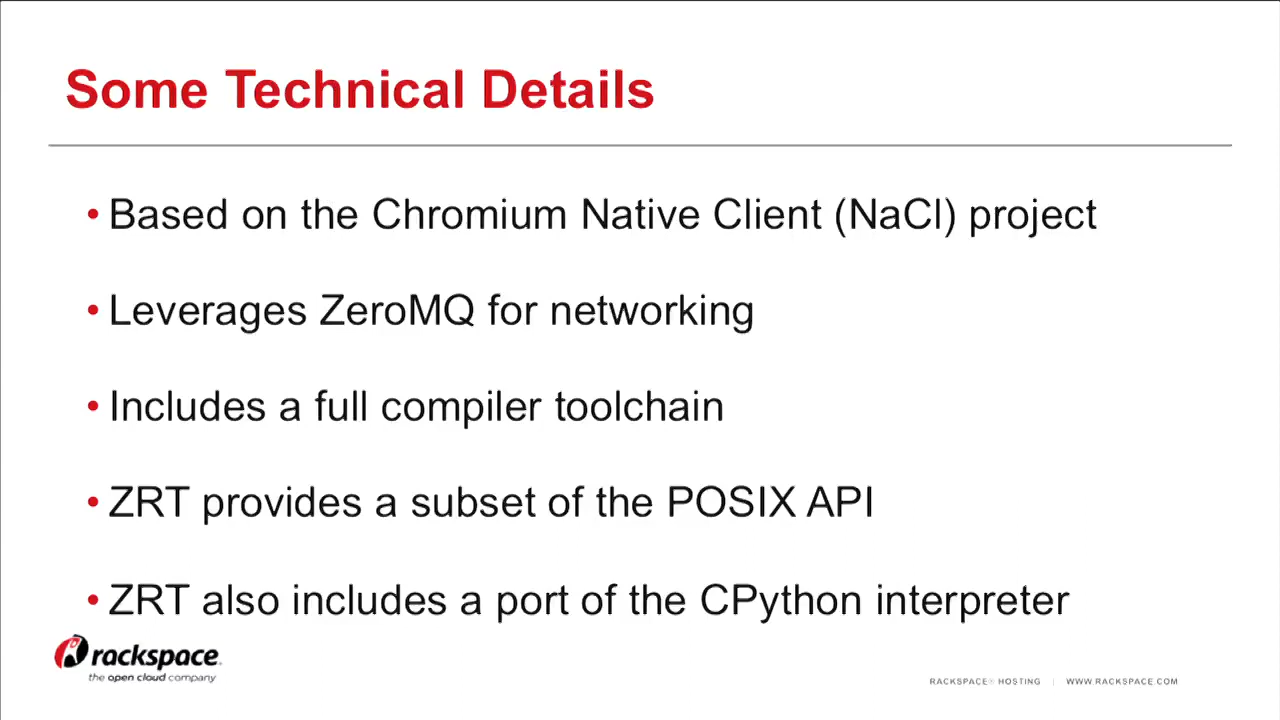 Some Technical Details
• Based on the Chromium Native Client (NaCl) project
• Leverages ZeroMQ for networking
• Includes a full compiler toolchain
• ZRT provides a subset of the POSIX API
• ZRT also includes a port of the CPython interpreter
rackspace.
the open cloud company
RACKSPACE® HOSTING | WWW.RACKSPACE.COM